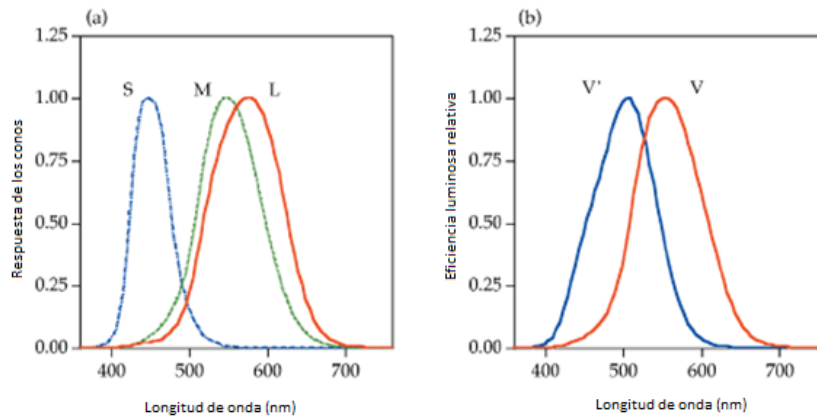 (a)
1.25
1.00
0.75
0.50
0.25
0.00
S
M
L
400
500
600
700
Respuesta de los conos
Longitud de onda (nm)
(b)
1.25
1.00
0.75
0.50
0.25
0.00
V'
V
400
500
600
700
Eficiencia luminosa relativa
Longitud de onda (nm)